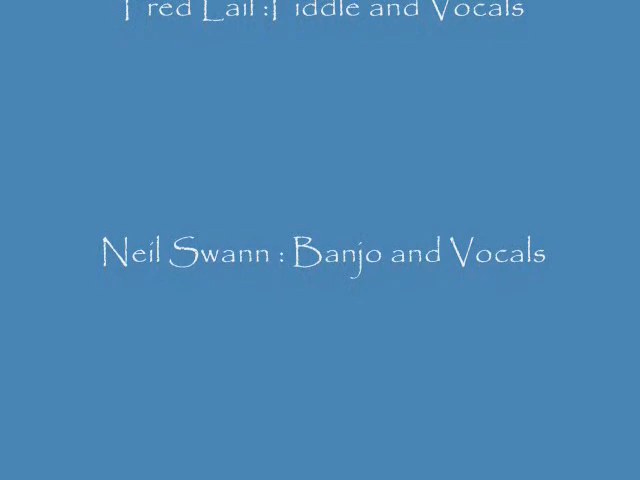 Fred Lail :Fiddle and Vocals
Neil Swann : Banjo and Vocals